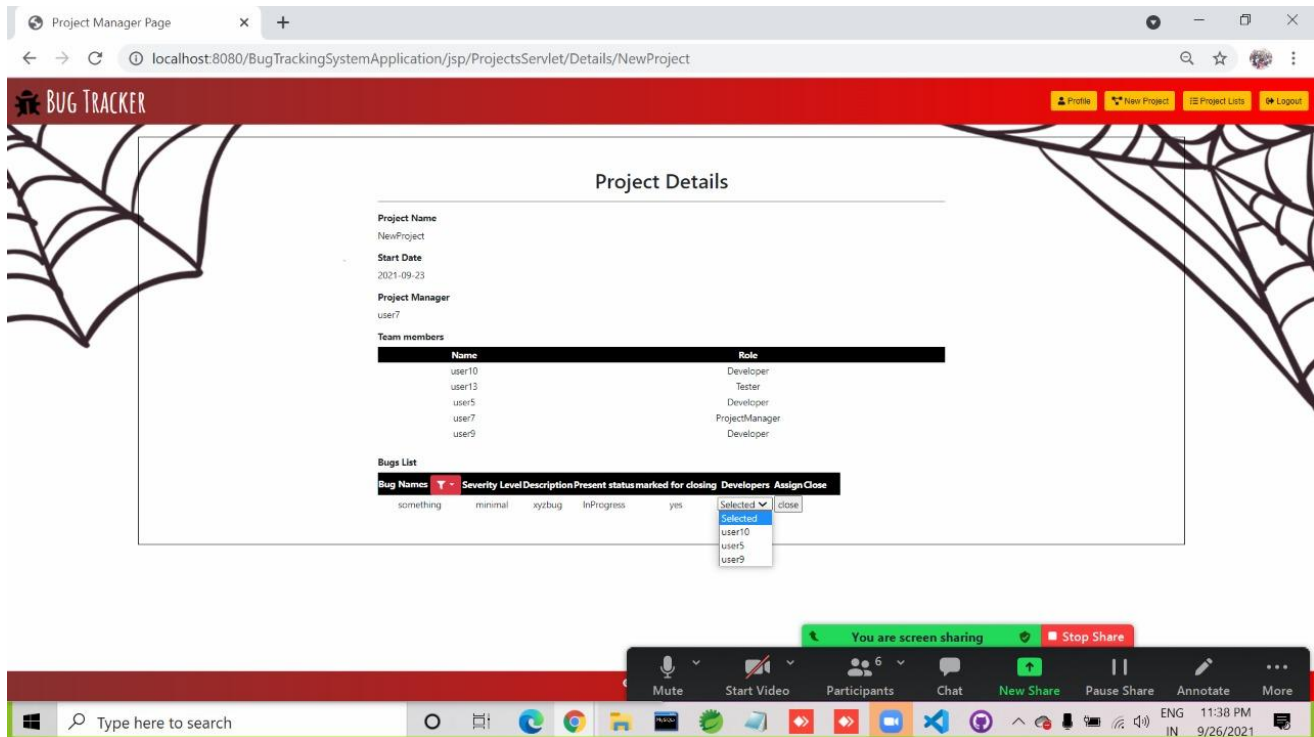 Project Manager Page
localhost:8080/BugTrackingSystemApplication/jsp/ProjectsServlet/Details/NewProject
BUG TRACKER
Profile New Project Project Lists Logout
Project Details
Project Name
NewProject
Start Date
2021-09-23
Project Manager
user7
Team members
Name Role
user10 Developer
user13 Tester
user5 Developer
user7 ProjectManager
user9 Developer
Bugs List
Bug Names Severity Level Description Present status marked for closing Developers Assign Close
something minimal xyzbug InProgress yes Selected close
Selected
user10
user5
user9
You are screen sharing Stop Share
6
Mute Start Video Participants Chat New Share Pause Share Annotate More
Type here to search
ENG 11:38 PM
IN 9/26/2021